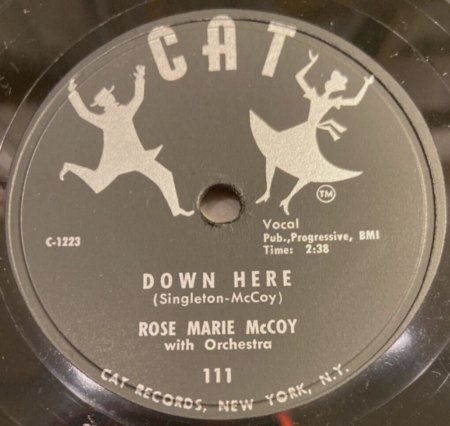 CAT
TM
C-1223
Vocal
Pub.,Progressive, BMI
Time: 2:38
DOWN HERE
(Singleton-McCoy)
ROSE MARIE McCOY
with Orchestra
111
CAT RECORDS, NEW YORK, N.Y.